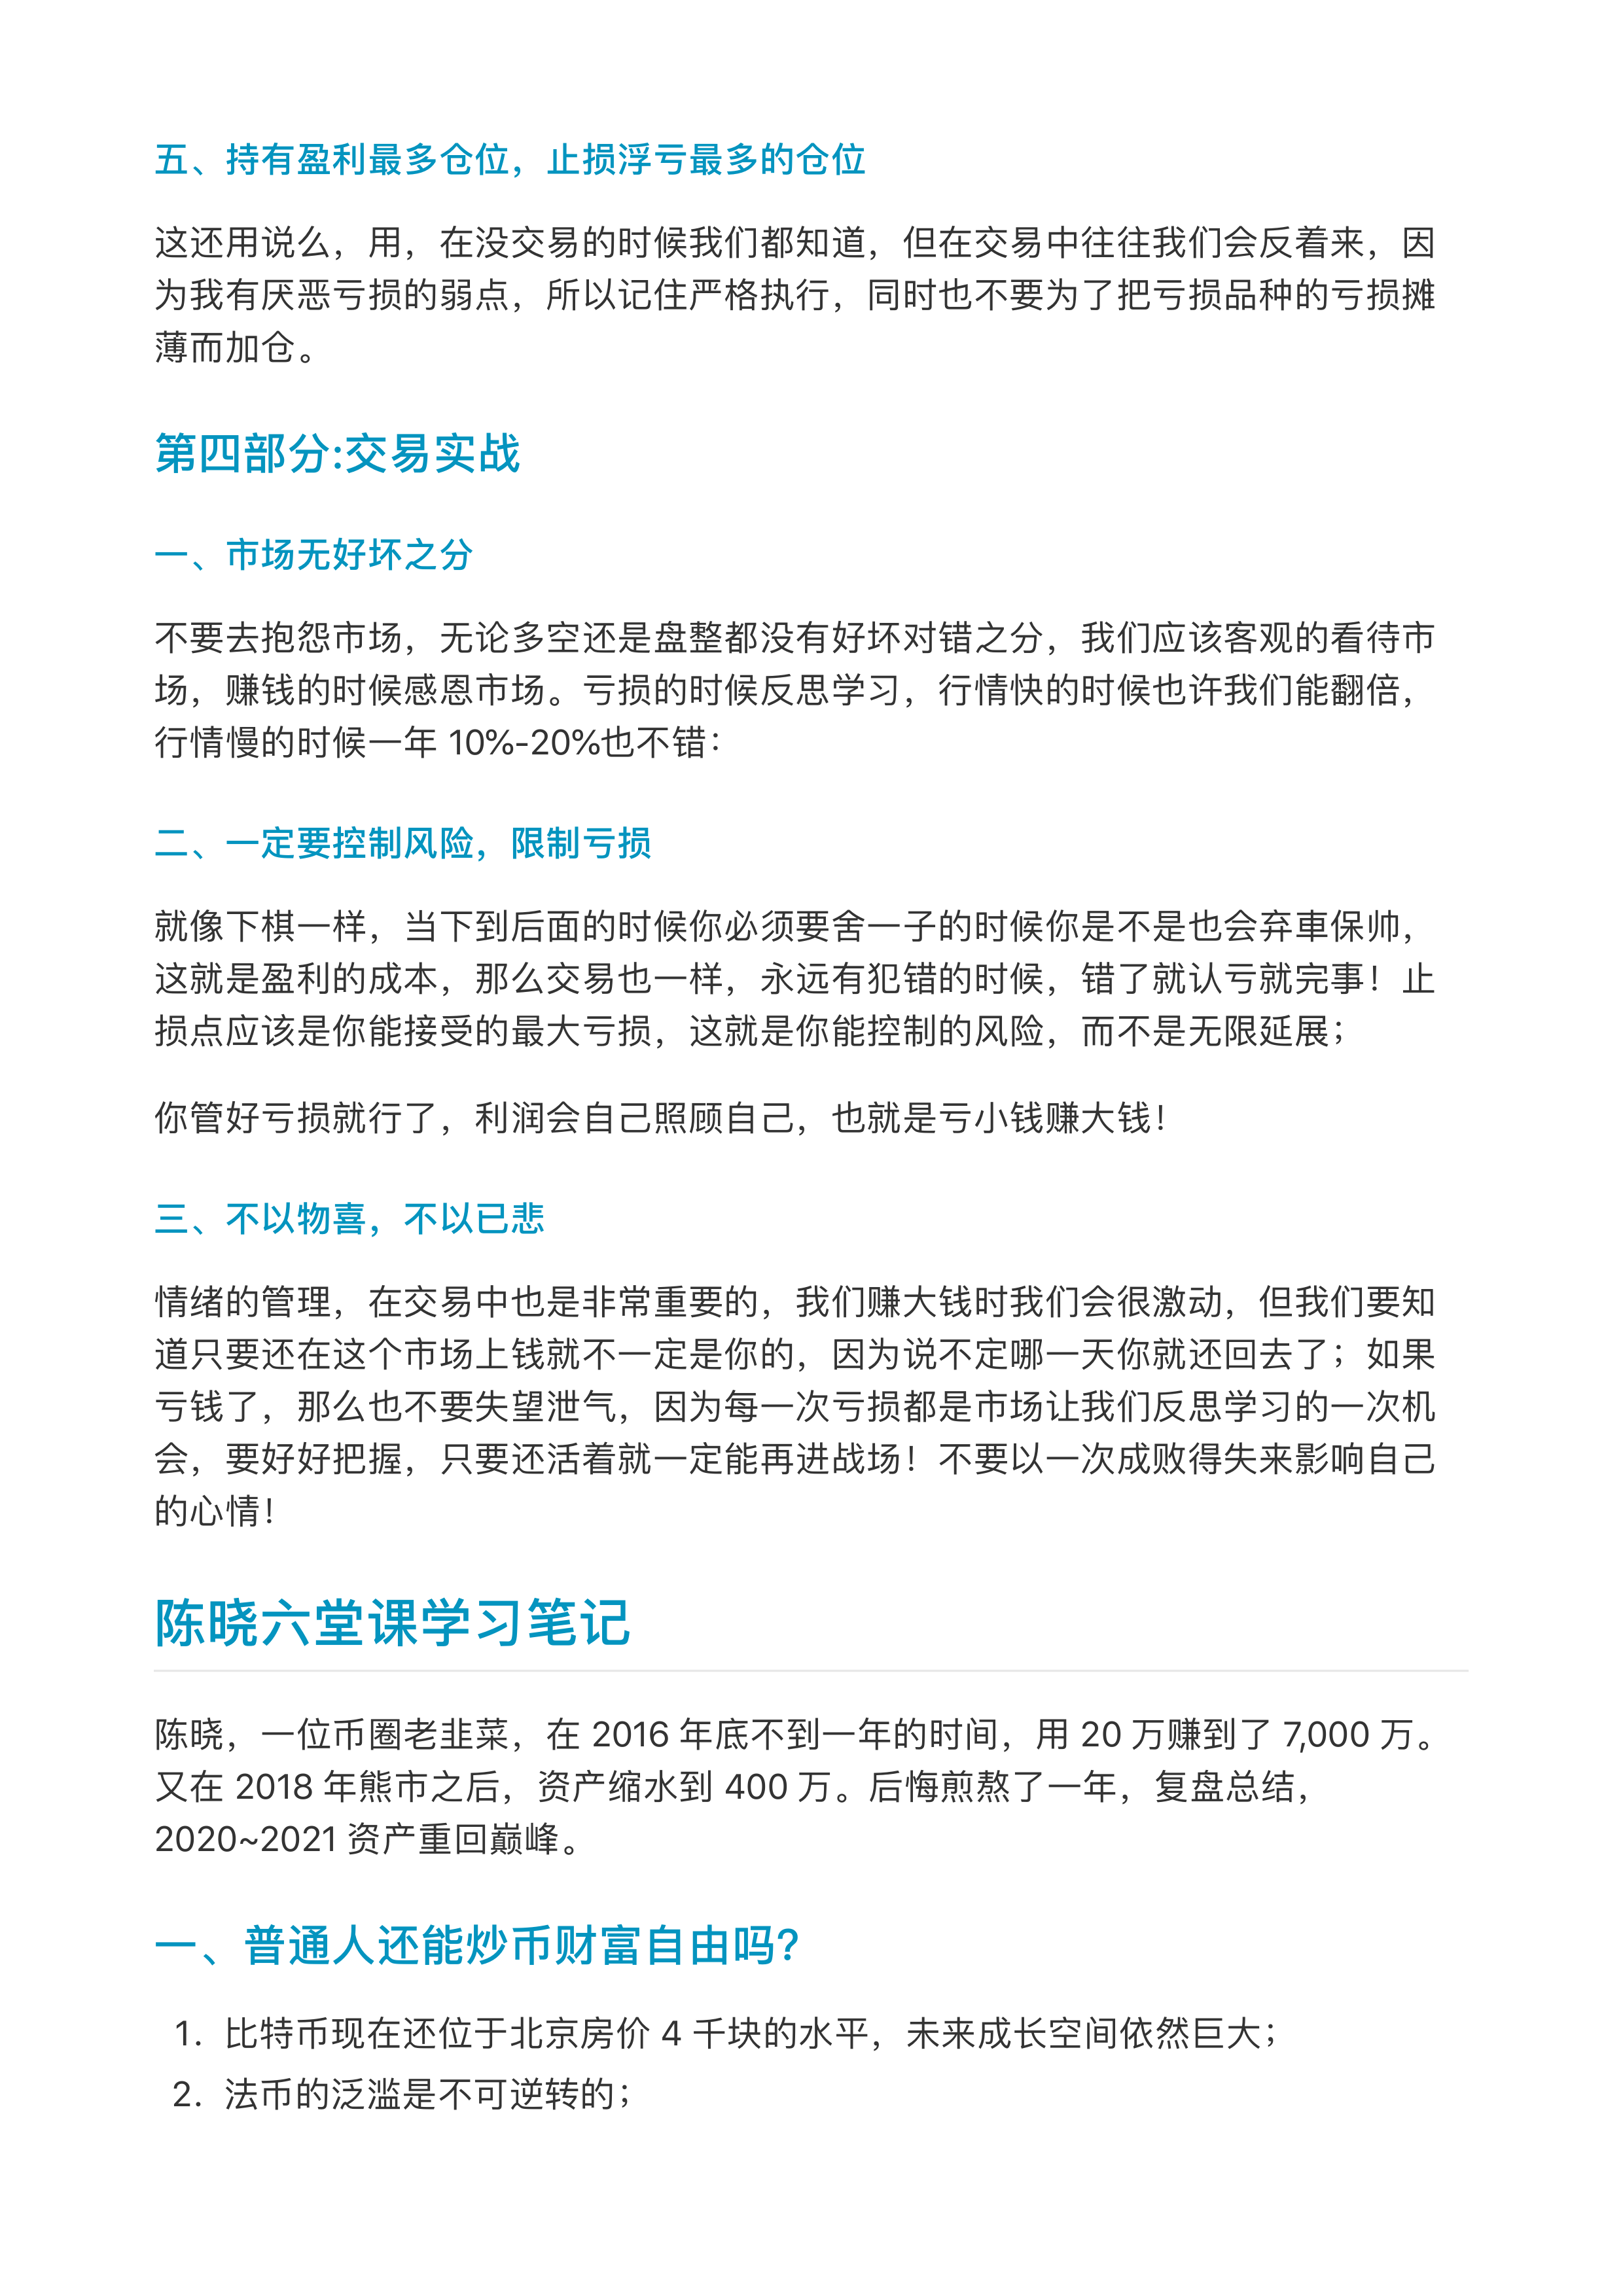 五、持有盈利最多仓位，止损浮亏最多的仓位
这还用说么，用，在没交易的时候我们都知道，但在交易中往往我们会反着来，因
为我有厌恶亏损的弱点，所以记住严格执行，同时也不要为了把亏损品种的亏损摊
薄而加仓。
第四部分:交易实战
一、市场无好坏之分
不要去抱怨市场，无论多空还是盘整都没有好坏对错之分，我们应该客观的看待市
场，赚钱的时候感恩市场。亏损的时候反思学习，行情快的时候也许我们能翻倍，
行情慢的时候一年 10%-20%也不错：
二、一定要控制风险，限制亏损
就像下棋一样，当下到后面的时候你必须要舍一子的时候你是不是也会弃車保帅，
这就是盈利的成本，那么交易也一样，永远有犯错的时候，错了就认亏就完事！止
损点应该是你能接受的最大亏损，这就是你能控制的风险，而不是无限延展；
你管好亏损就行了，利润会自己照顾自己，也就是亏小钱赚大钱！
三、不以物喜，不以已悲
情绪的管理，在交易中也是非常重要的，我们赚大钱时我们会很激动，但我们要知
道只要还在这个市场上钱就不一定是你的，因为说不定哪一天你就还回去了；如果
亏钱了，那么也不要失望泄气，因为每一次亏损都是市场让我们反思学习的一次机
会，要好好把握，只要还活着就一定能再进战场！不要以一次成败得失来影响自己
的心情！
陈晓六堂课学习笔记
陈晓，一位币圈老韭菜，在 2016 年底不到一年的时间，用 20 万赚到了 7,000 万。
又在 2018 年熊市之后，资产缩水到 400 万。后悔煎熬了一年，复盘总结，
2020~2021 资产重回巅峰。
一、普通人还能炒币财富自由吗?
1. 比特币现在还位于北京房价 4 千块的水平，未来成长空间依然巨大；
2. 法币的泛滥是不可逆转的；